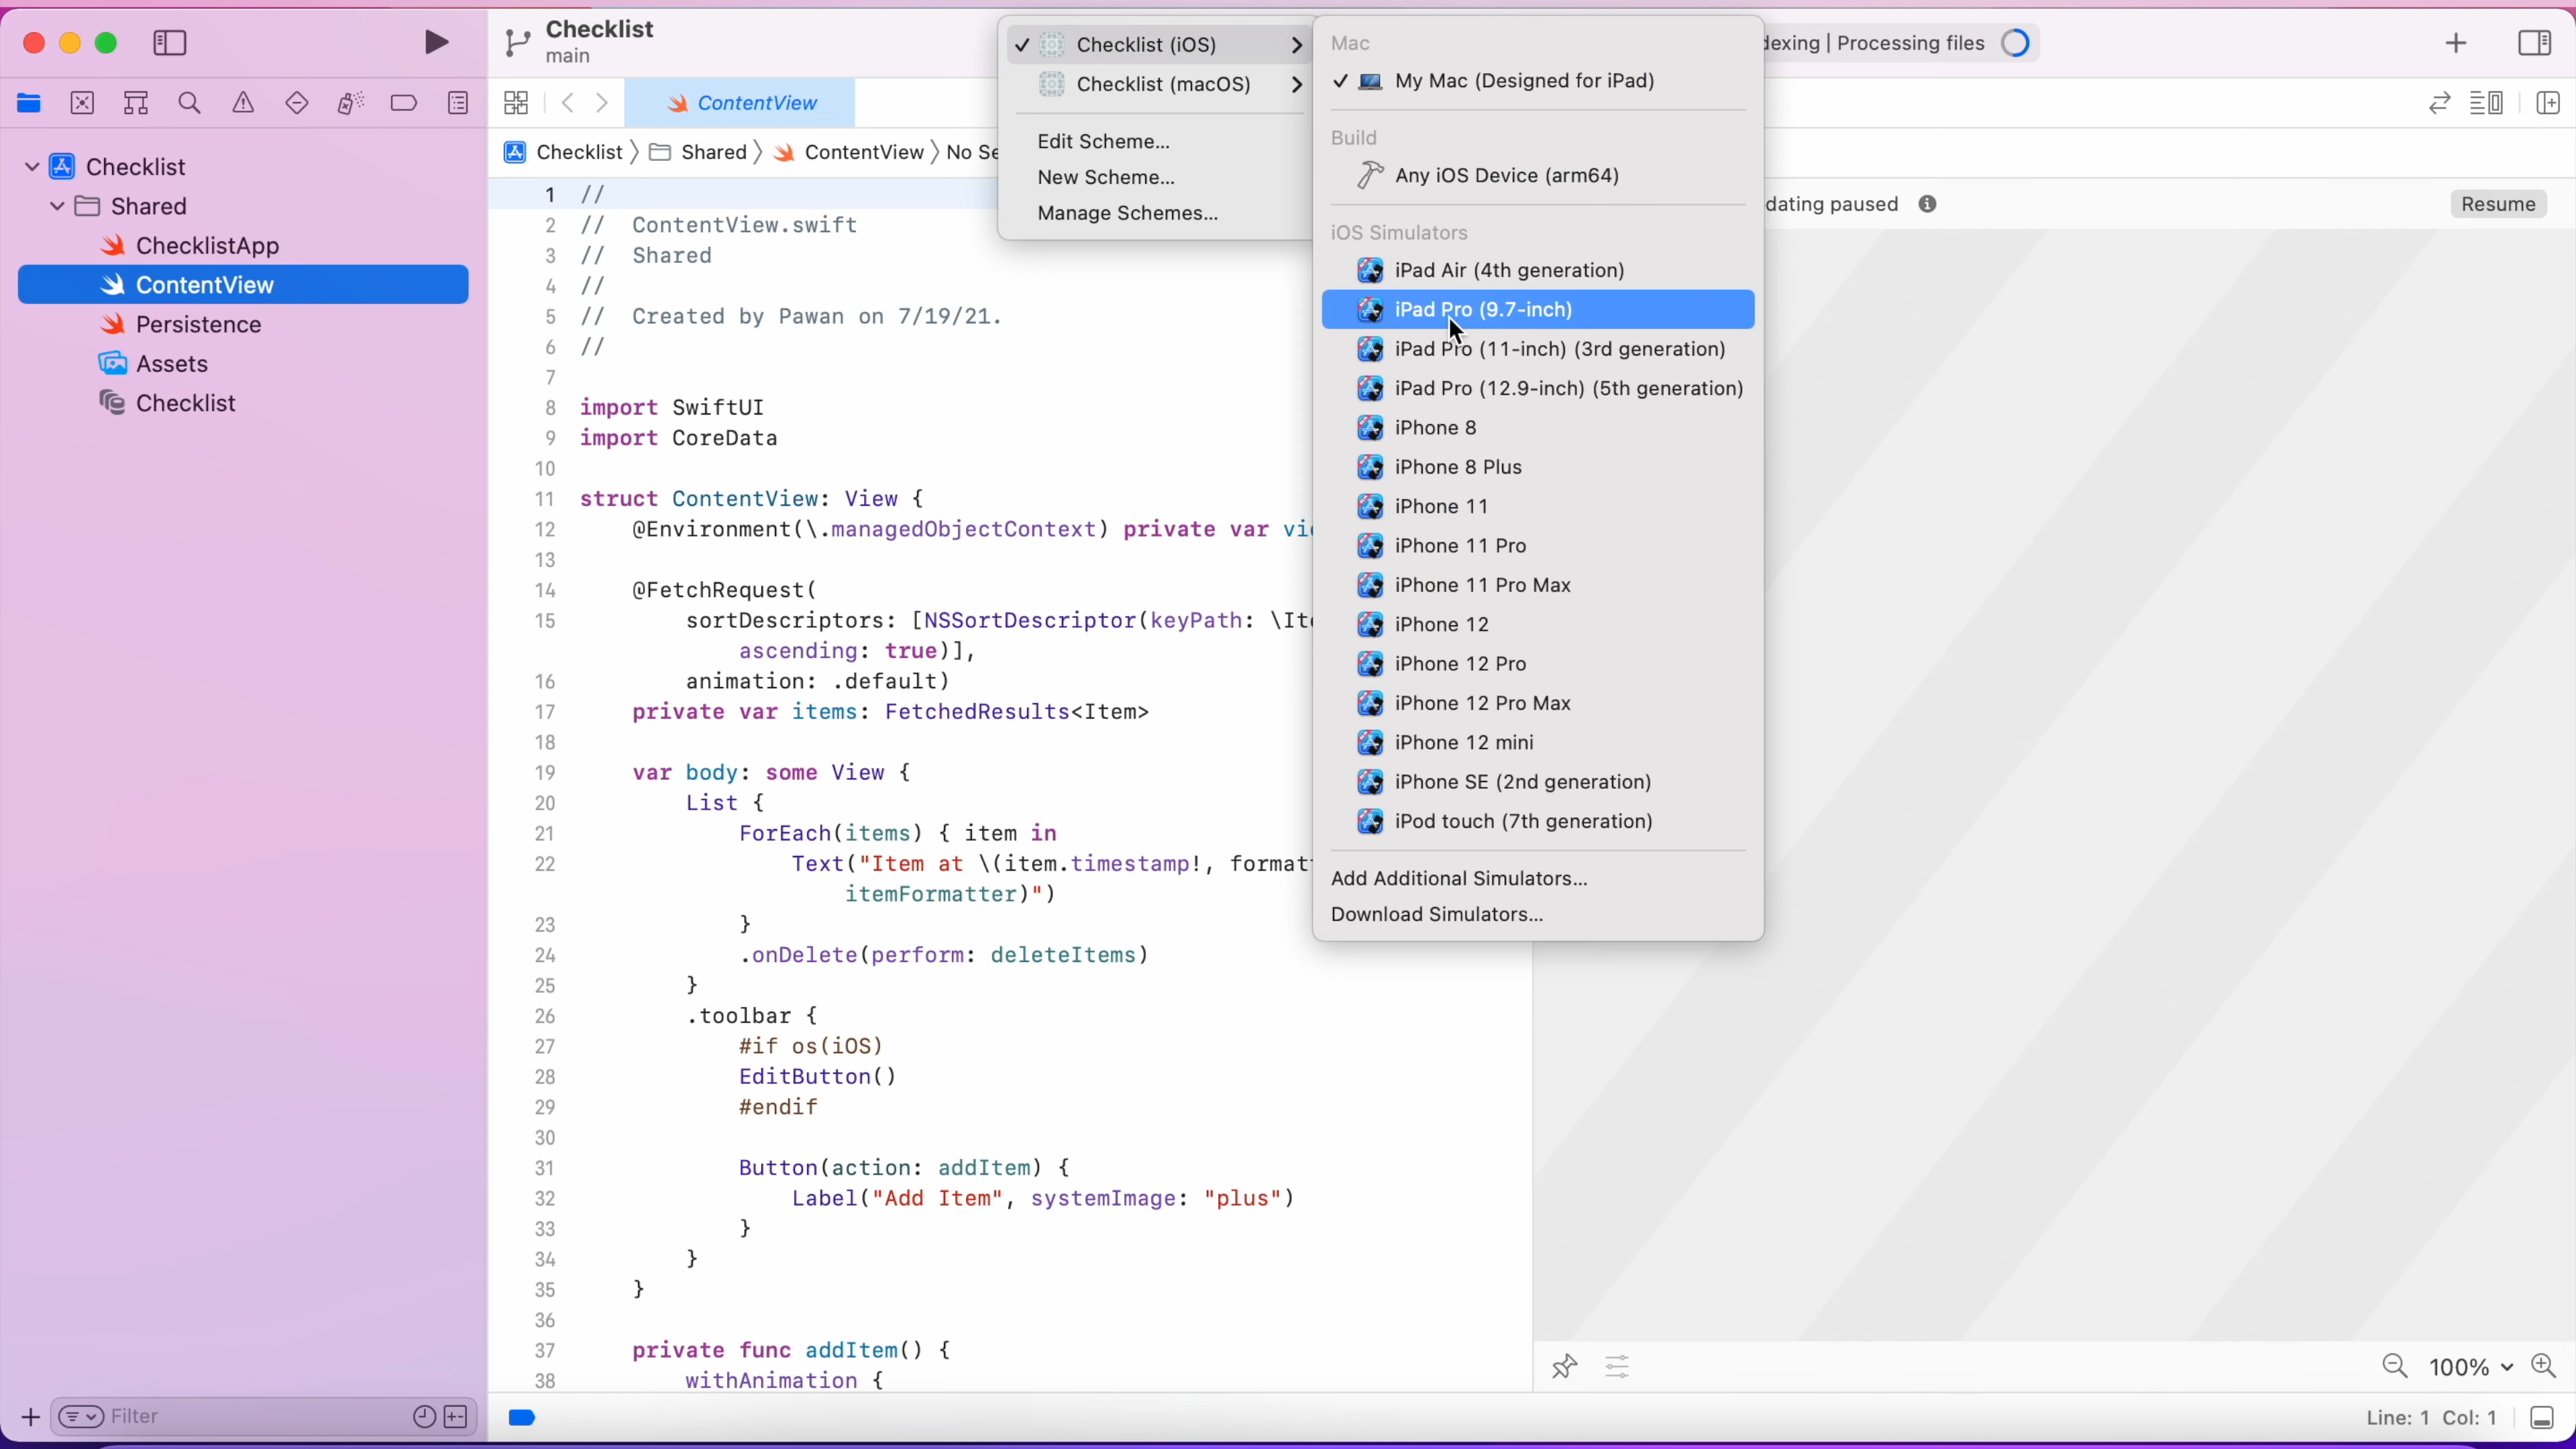 Checklist
main
Checklist (iOS)
Checklist (macOS)
Edit Scheme...
New Scheme...
Manage Schemes...
Mac
My Mac (Designed for iPad)
Build
Any iOS Device (arm64)
iOS Simulators
iPad Air (4th generation)
iPad Pro (9.7-inch)
iPad Pro (11-inch) (3rd generation)
iPad Pro (12.9-inch) (5th generation)
iPhone 8
iPhone 8 Plus
iPhone 11
iPhone 11 Pro
iPhone 11 Pro Max
iPhone 12
iPhone 12 Pro
iPhone 12 Pro Max
iPhone 12 mini
iPhone SE (2nd generation)
iPod touch (7th generation)
Add Additional Simulators...
Download Simulators...
dexing | Processing files
ContentView
Checklist 〉 Shared 〉 ContentView 〉 No Se
dating paused
Resume
Checklist
Shared
ChecklistApp
ContentView
Persistence
Assets
Checklist
1 //
2 //  ContentView.swift
3 //  Shared
4 //
5 //  Created by Pawan on 7/19/21.
6 //
7
8 import SwiftUI
9 import CoreData
10
11 struct ContentView: View {
12     @Environment(\.managedObjectContext) private var vie
13
14     @FetchRequest(
15         sortDescriptors: [NSSortDescriptor(keyPath: \Ite
            ascending: true)],
16         animation: .default)
17     private var items: FetchedResults<Item>
18
19     var body: some View {
20         List {
21             ForEach(items) { item in
22                 Text("Item at \(item.timestamp!, format
                    itemFormatter)")
23             }
24             .onDelete(perform: deleteItems)
25         }
26         .toolbar {
27             #if os(iOS)
28             EditButton()
29             #endif
30
31             Button(action: addItem) {
32                 Label("Add Item", systemImage: "plus")
33             }
34         }
35     }
36
37     private func addItem() {
38         withAnimation {
100%
Filter
Line: 1  Col: 1